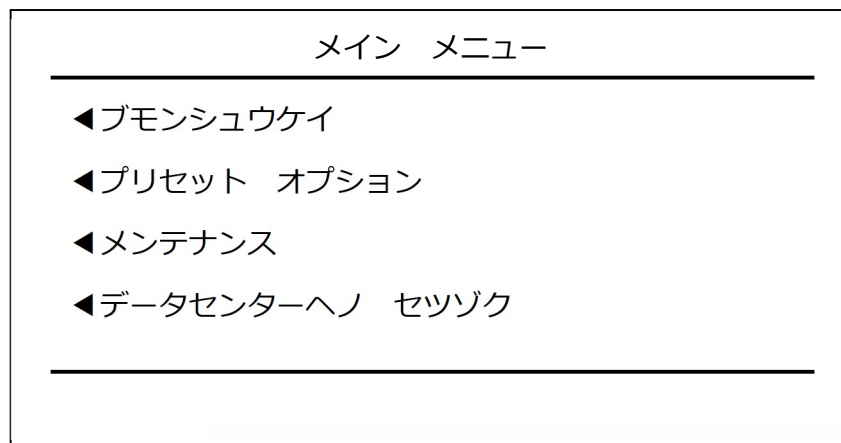 メイン　メニュー
◀ブモンシュウケイ
◀プリセット　オプション
◀メンテナンス
◀データセンターヘノ　セツゾク